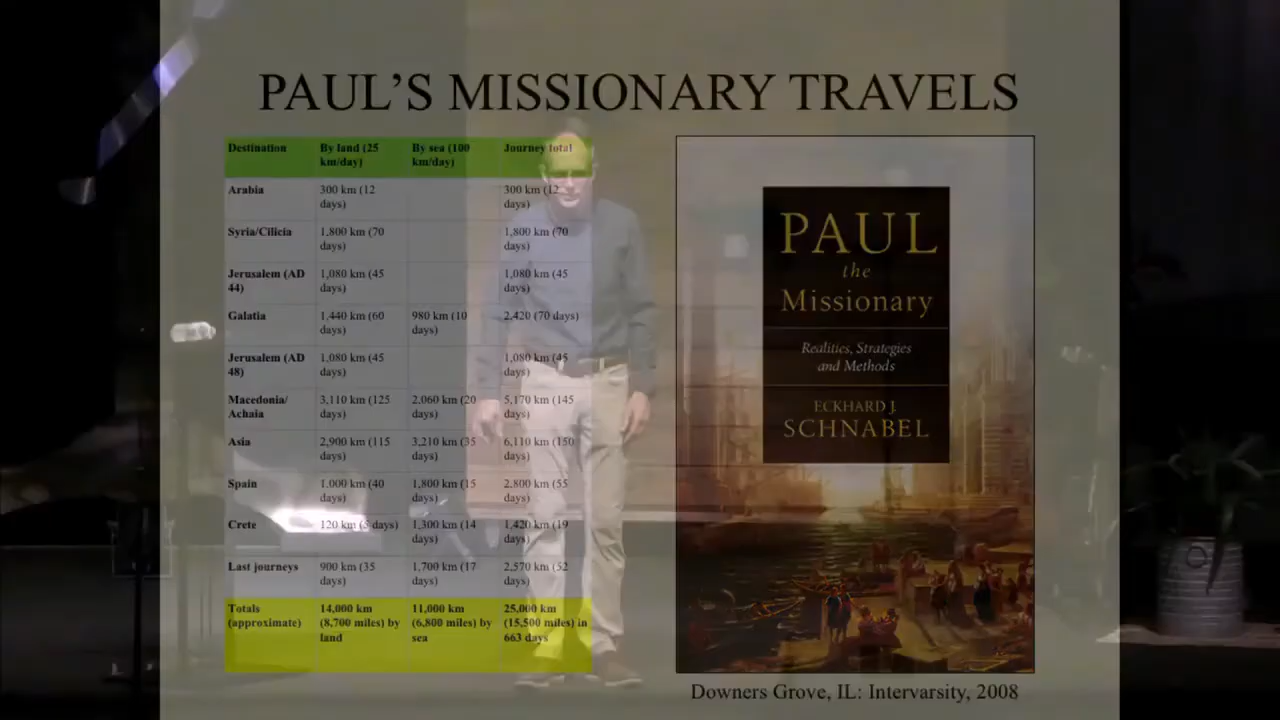 PAUL'S MISSIONARY TRAVELS
Destination By land (25 km/day) By sea (100 km/day) Journey total
Arabia 300 km (12 days) 300 km (12 days)
Syria/Cilicia 1,800 km (70 days) 1,800 km (70 days)
Jerusalem (AD 44) 1,080 km (45 days) 1,080 km (45 days)
Galatia 1,440 km (60 days) 980 km (10 days) 2,420 (70 days)
Jerusalem (AD 48) 1,080 km (45 days) 1,080 km (45 days)
Macedonia/ Achaia 3,110 km (125 days) 2,060 km (20 days) 5,170 km (145 days)
Asia 2,900 km (115 days) 3,210 km (35 days) 6,110 km (150 days)
Spain 1,000 km (40 days) 1,800 km (15 days) 2,800 km (55 days)
Crete 120 km (5 days) 1,300 km (14 days) 1,420 km (19 days)
Last journeys 900 km (35 days) 1,700 km (17 days) 2,570 km (52 days)
Totals (approximate) 14,000 km (8,700 miles) by land 11,000 km (6,800 miles) by sea 25,000 km (15,500 miles) in 663 days
PAUL
the
Missionary
Realities, Strategies
and Methods
ECKHARD J.
SCHNABEL
Downers Grove, IL: Intervarsity, 2008